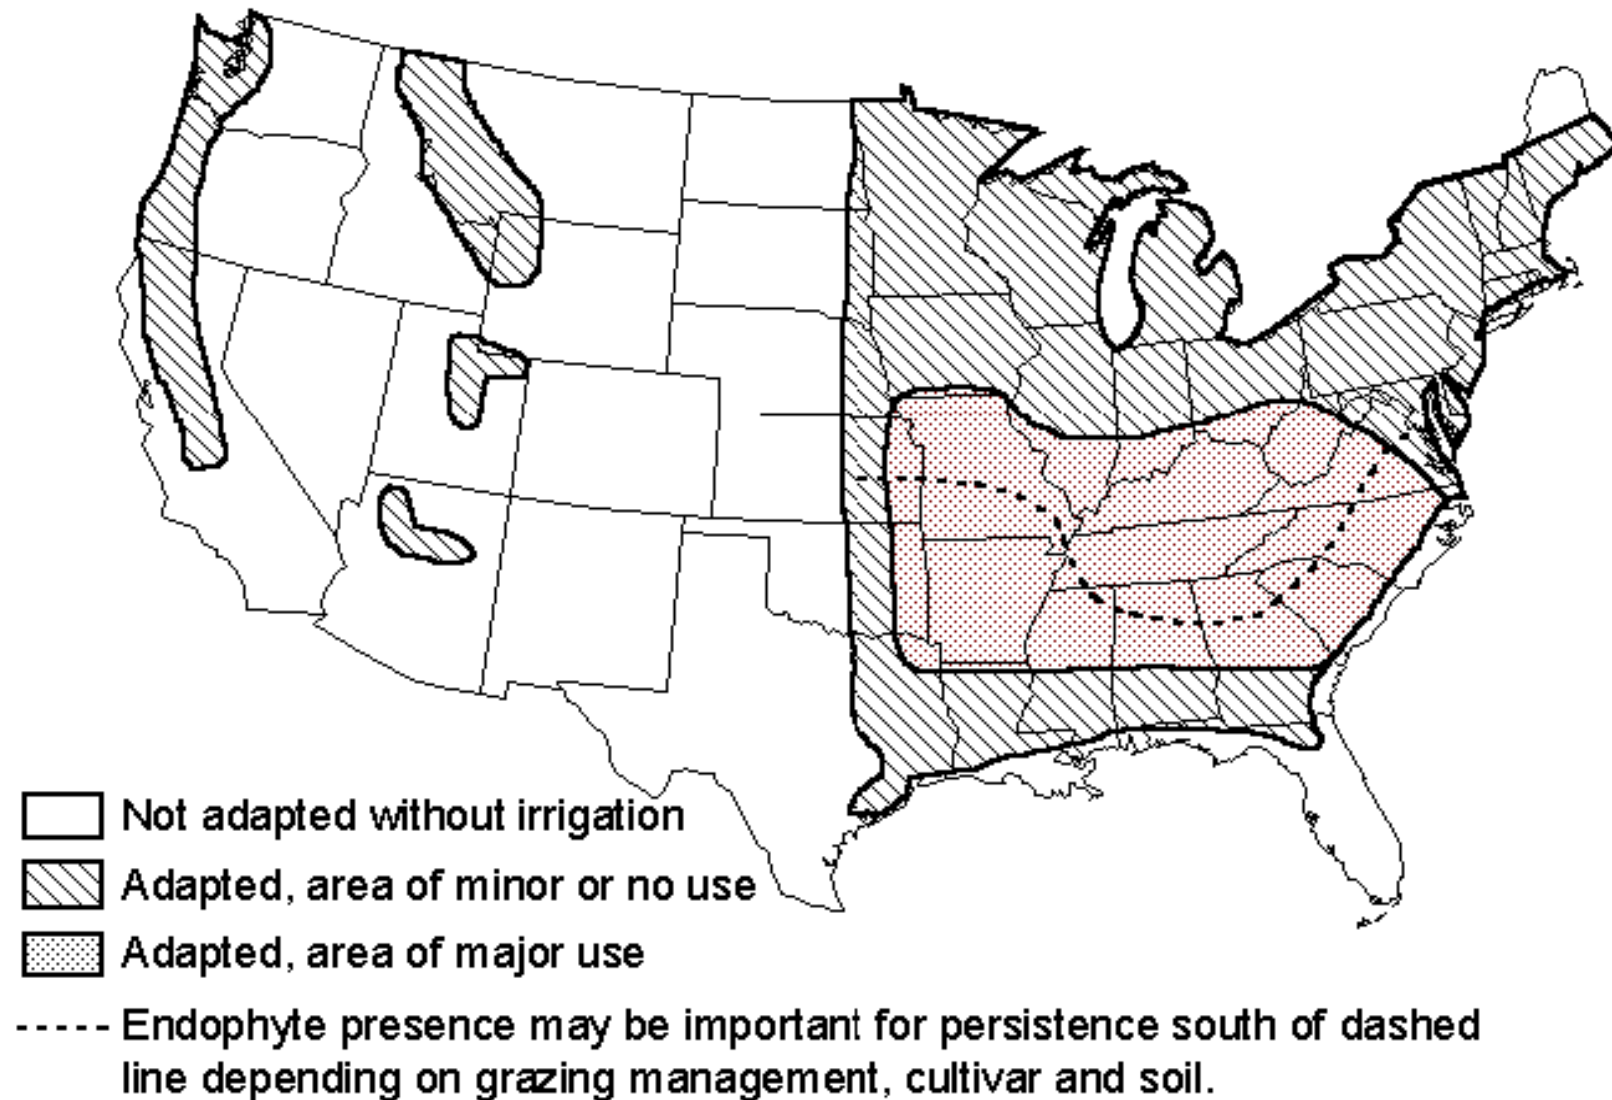 Not adapted without irrigation
Adapted, area of minor or no use
Adapted, area of major use
Endophyte presence may be important for persistence south of dashed
line depending on grazing management, cultivar and soil.